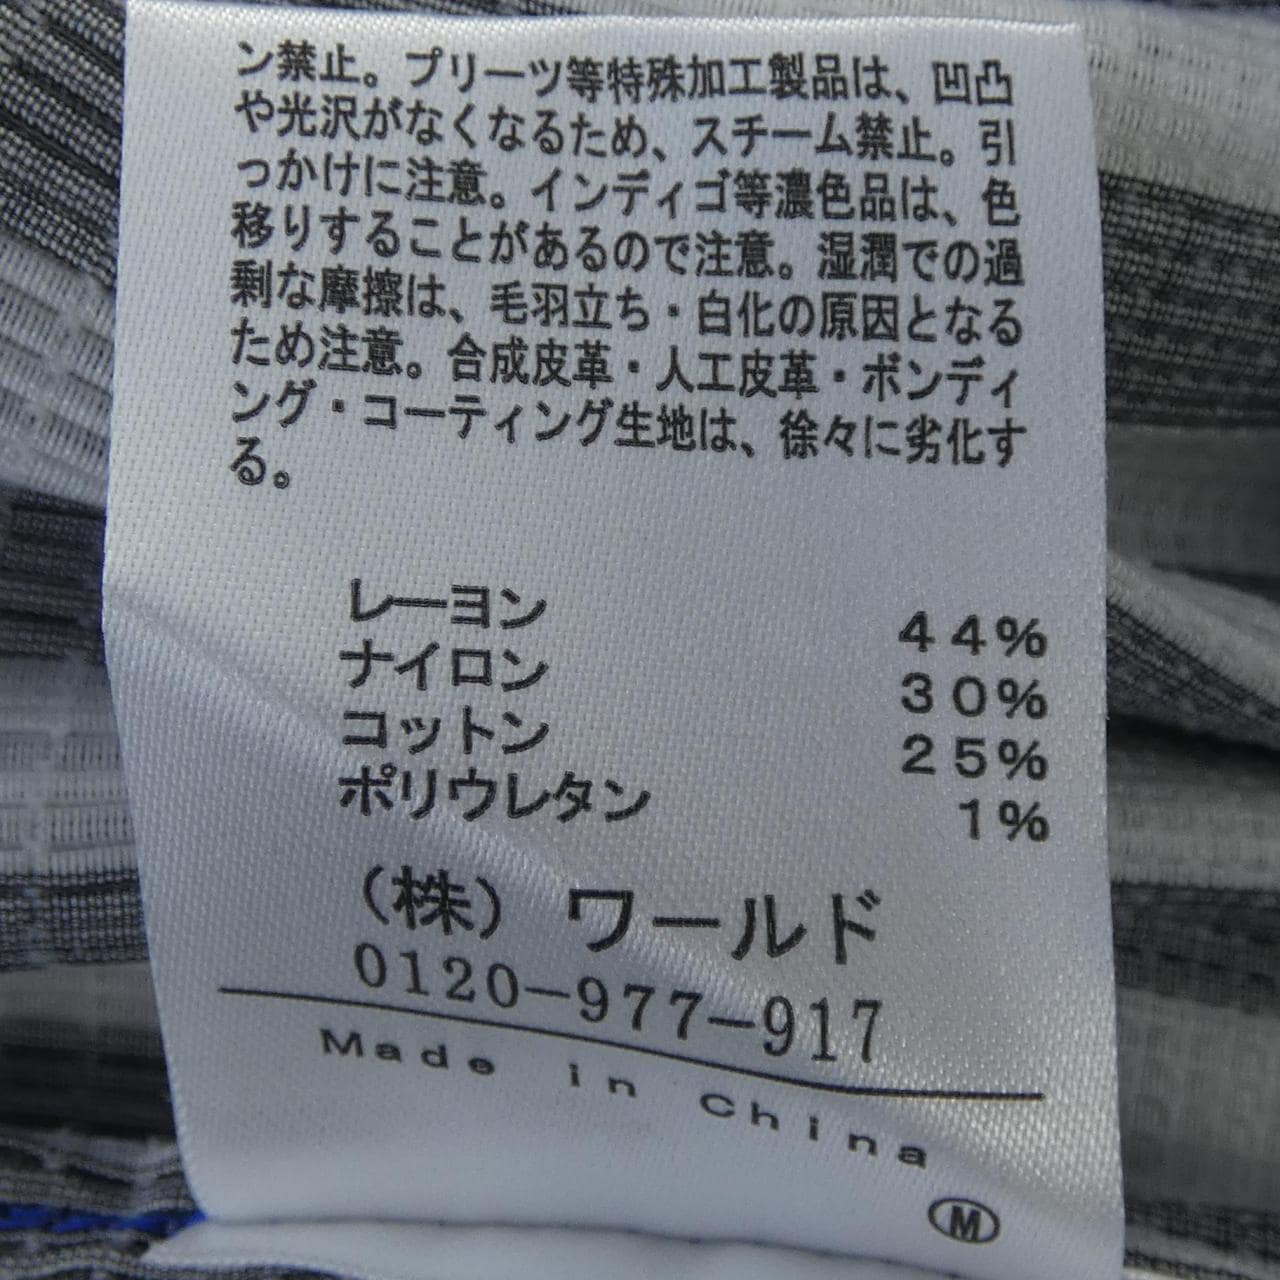 ン禁止。プリーツ等特殊加工製品は、凹凸
や光沢がなくなるため、スチーム禁止。引
っかけに注意。インディゴ等濃色品は、色
移りすることがあるので注意。湿潤での過
剰な摩擦は、毛羽立ち・白化の原因となる
ため注意。合成皮革・人工皮革・ボンディ
ング・コーティング生地は、徐々に劣化す
る。
レーヨン 44%
ナイロン 30%
コットン 25%
ポリウレタン 1%
(株) ワールド
0120-977-917
Made in China
M